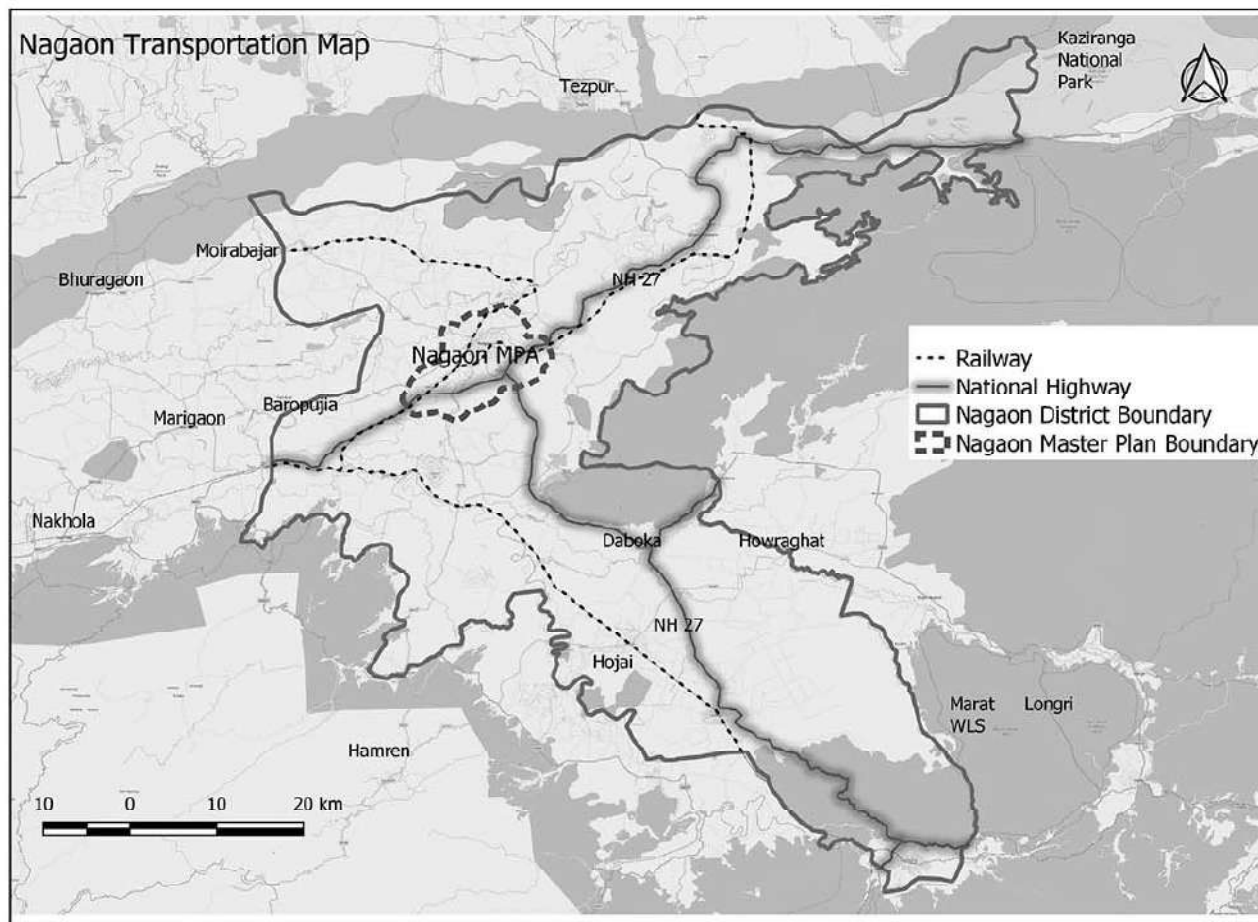 Nagaon Transportation Map
Kaziranga
National
Park
Tezpur
Moirabajar
Bhuragaon
NH 27
Nagaon MPA
Railway
National Highway
Nagaon District Boundary
Nagaon Master Plan Boundary
Baropujia
Marigaon
Nakhola
Daboka
Howraghat
NH 27
Hojai
Marat Longri
WLS
Hamren
10 0 10 20 km